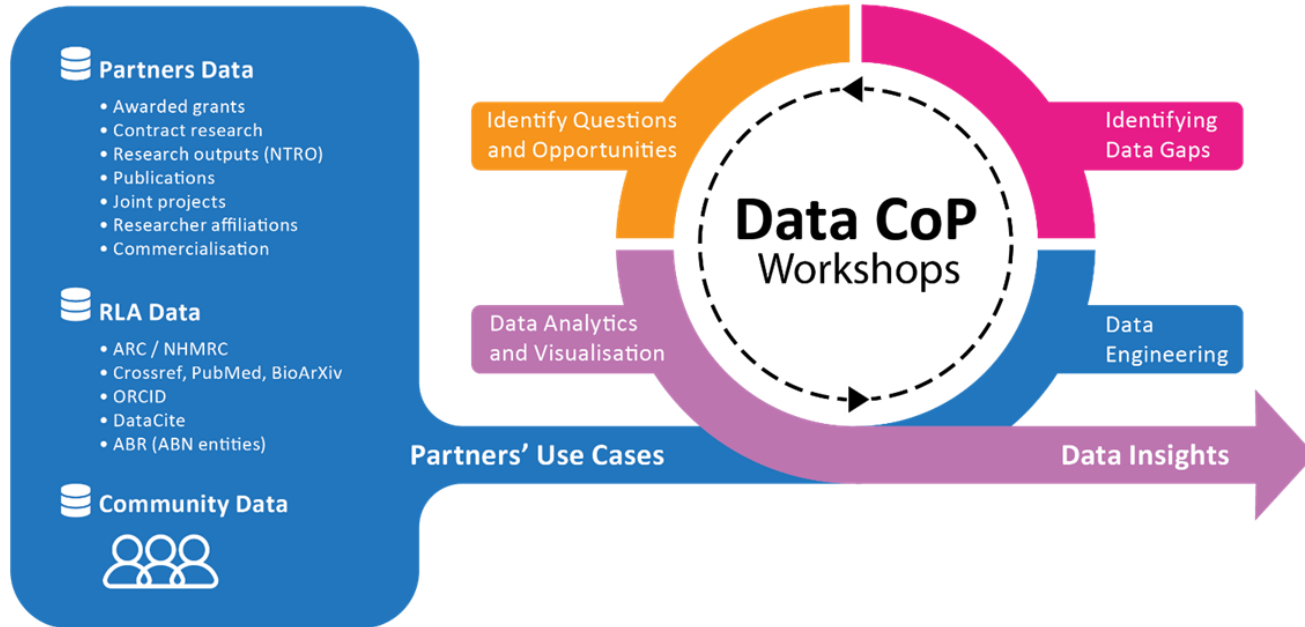 Partners Data
• Awarded grants
• Contract research
• Research outputs (NTRO)
• Publications
• Joint projects
• Researcher affiliations
• Commercialisation
RLA Data
• ARC / NHMRC
• Crossref, PubMed, BioArXiv
• ORCID
• DataCite
• ABR (ABN entities)
Community Data
Partners’ Use Cases
Identify Questions
and Opportunities
Identifying
Data Gaps
Data CoP
Workshops
Data Analytics
and Visualisation
Data
Engineering
Data Insights